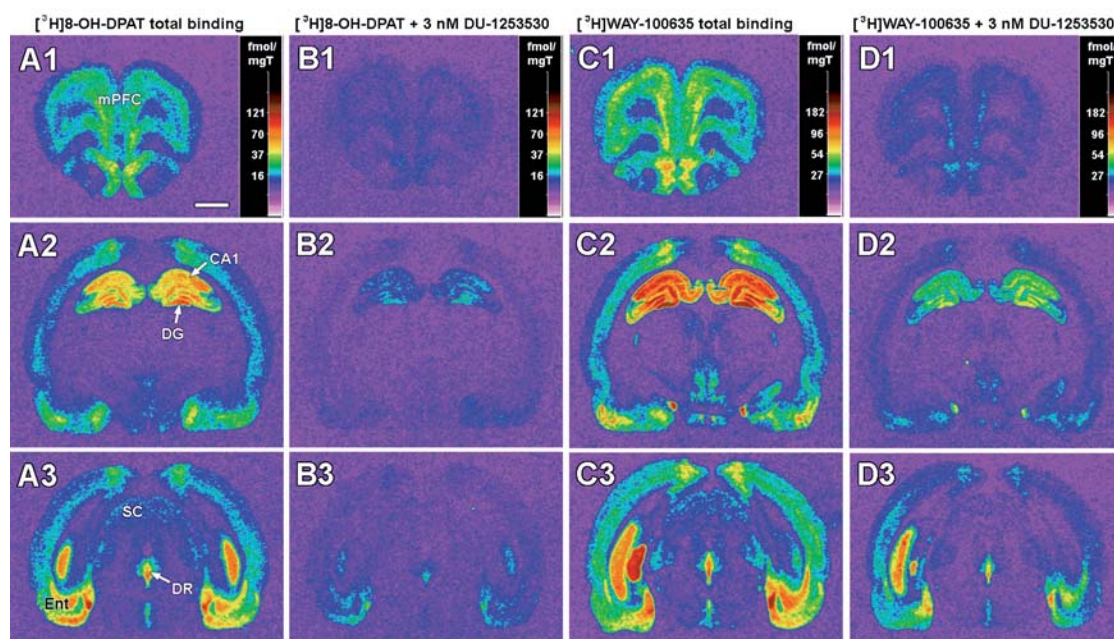 [³H]8-OH-DPAT total binding
[³H]8-OH-DPAT + 3 nM DU-1253530
[³H]WAY-100635 total binding
[³H]WAY-100635 + 3 nM DU-1253530
A1
mPFC
B1
fmol/
mgT
121
70
37
16
C1
D1
fmol/
mgT
182
96
54
27
fmol/
mgT
121
70
37
16
fmol/
mgT
182
96
54
27
A2
CA1
DG
B2
C2
D2
A3
SC
DR
Ent
B3
C3
D3